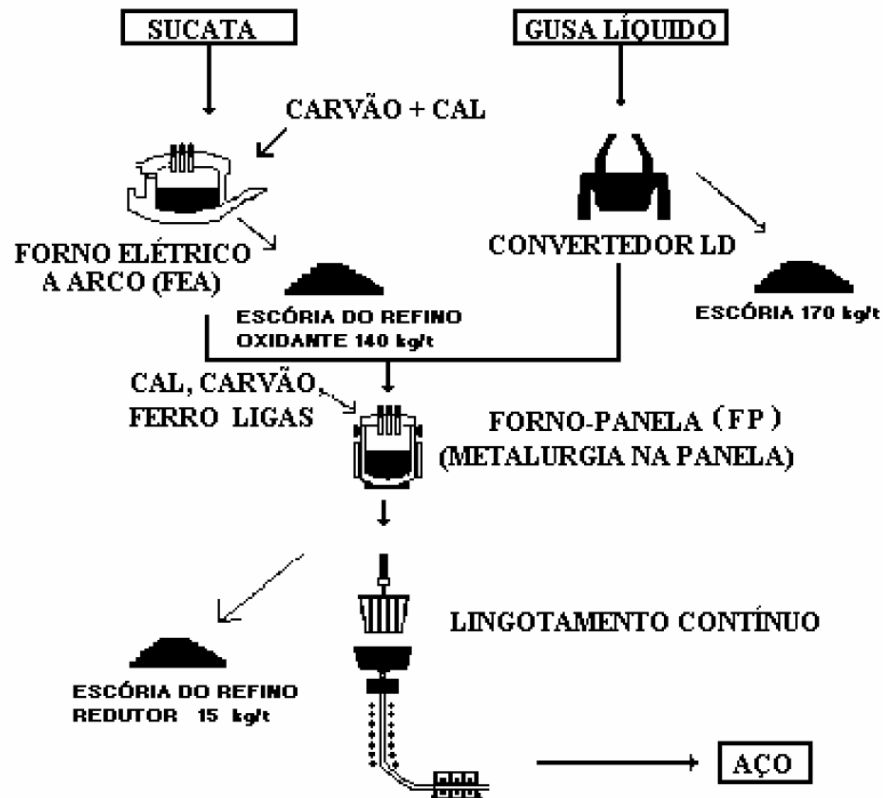 SUCATA
GUSA LÍQUIDO
CARVÃO + CAL
FORNO ELÉTRICO
A ARCO (FEA)
CONVERTEDOR LD
ESCÓRIA DO REFINO
OXIDANTE 140 kg/t
ESCÓRIA 170 kg/t
CAL, CARVÃO,
FERRO LIGAS
FORNO-PANELA (FP)
(METALURGIA NA PANELA)
LINGOTAMENTO CONTÍNUO
ESCÓRIA DO REFINO
REDUTOR 15 kg/t
AÇO